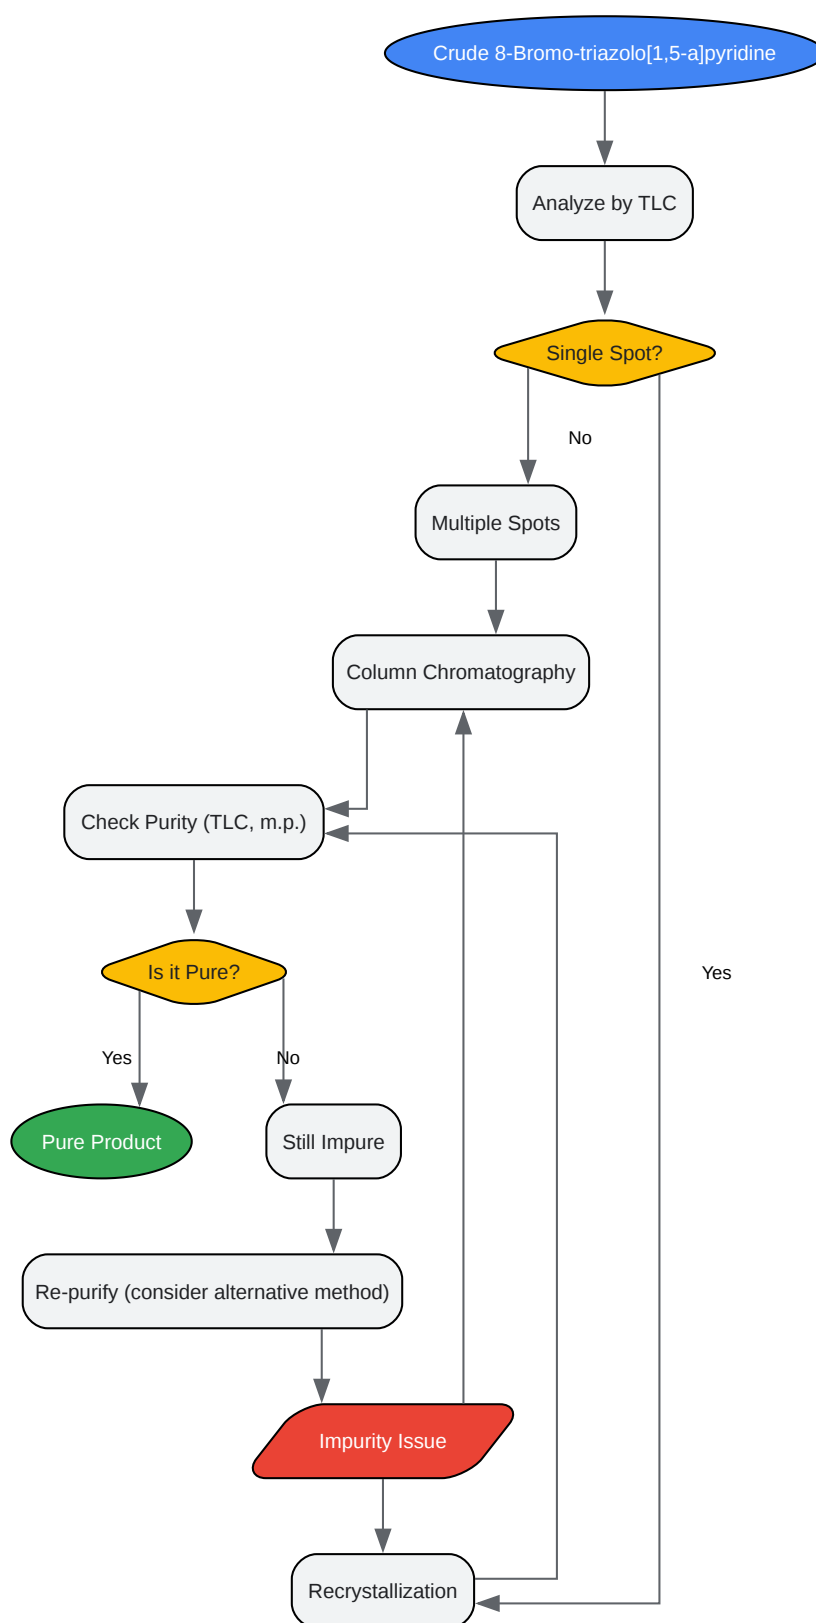 Crude 8-Bromo-triazolo[1,5-a]pyridine
Analyze by TLC
Single Spot?
No
Multiple Spots
Column Chromatography
Check Purity (TLC, m.p.)
Is it Pure?
Yes
Yes
No
Pure Product
Still Impure
Re-purify (consider alternative method)
Impurity Issue
Recrystallization